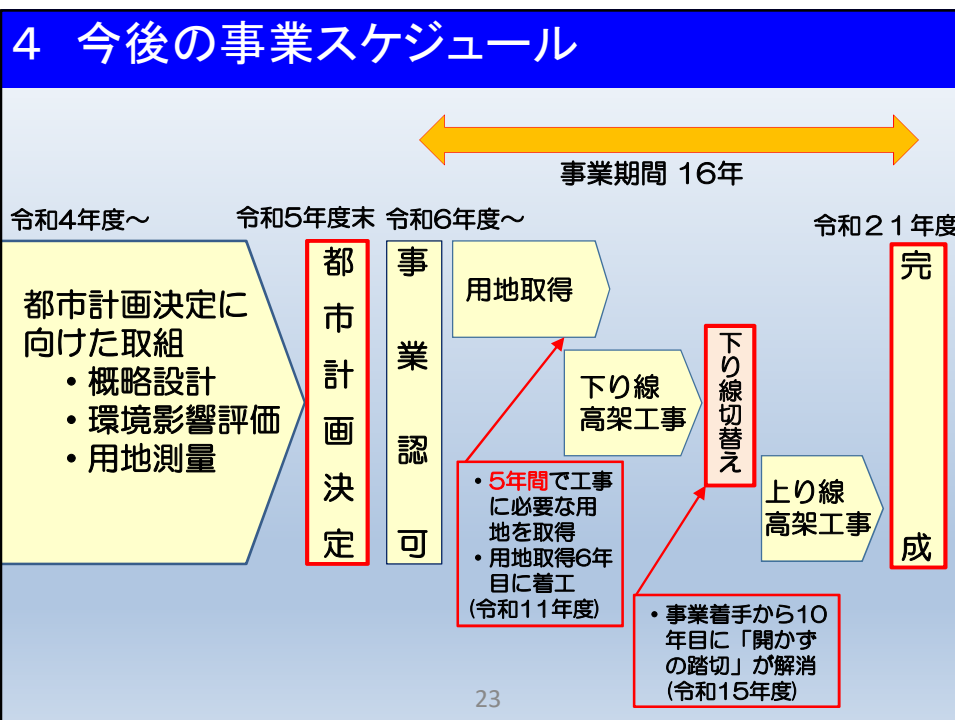 4 今後の事業スケジュール
事業期間 16年
令和4年度～
令和5年度末
令和6年度～
令和２１年度
都市計画決定に
向けた取組
・概略設計
・環境影響評価
・用地測量
都市計画決定
事業認可
用地取得
下り線
高架工事
下り線切替え
上り線
高架工事
完成
・5年間で工事
に必要な用
地を取得
・用地取得6年
目に着工
(令和11年度)
・事業着手から10
年目に「開かず
の踏切」が解消
(令和15年度)
23